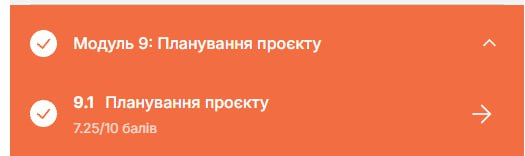 Модуль 9: Планування проєкту
9.1 Планування проєкту
7.25/10 балів